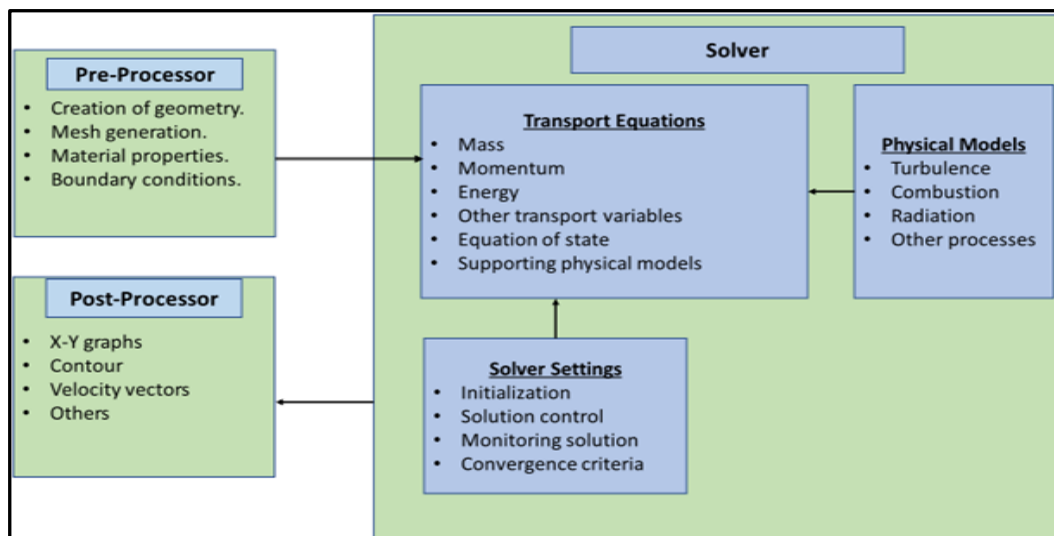 Pre-Processor
• Creation of geometry.
• Mesh generation.
• Material properties.
• Boundary conditions.
Post-Processor
• X-Y graphs
• Contour
• Velocity vectors
• Others
Solver
Transport Equations
• Mass
• Momentum
• Energy
• Other transport variables
• Equation of state
• Supporting physical models
Physical Models
• Turbulence
• Combustion
• Radiation
• Other processes
Solver Settings
• Initialization
• Solution control
• Monitoring solution
• Convergence criteria